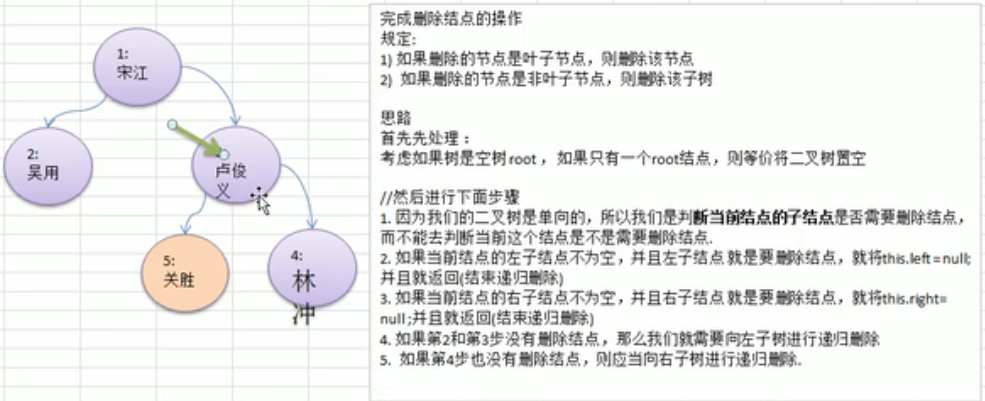 1:
宋江
2:
吴用
卢俊
义
5:
关胜
4:
林
冲
完成删除结点的操作
规定:
1) 如果删除的节点是叶子节点，则删除该节点
2) 如果删除的节点是非叶子节点，则删除该子树
思路
首先先处理：
考虑如果树是空树root，如果只有一个root结点，则等价将二叉树置空
//然后进行下面步骤
1. 因为我们的二叉树是单向的，所以我们是判断当前结点的子结点是否需要删除结点，
而不能去判断当前这个结点是不是需要删除结点.
2. 如果当前结点的左子结点不为空，并且左子结点 就是要删除结点，就将this.left=null;
并且就返回(结束递归删除)
3. 如果当前结点的右子结点不为空，并且右子结点 就是要删除结点，就将this.right=
null;并且就返回(结束递归删除)
4. 如果第2和第3步没有删除结点，那么我们就需要向左子树进行递归删除
5. 如果第4步也没有删除结点，则应当向右子树进行递归删除.